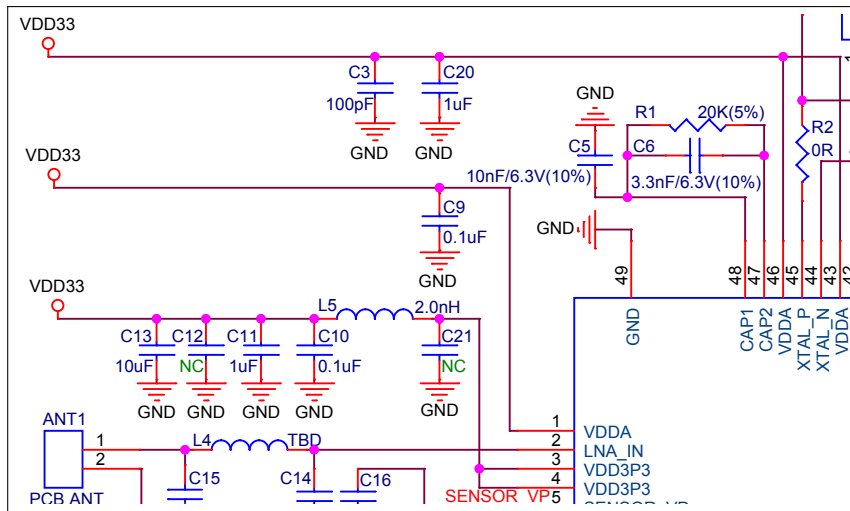 VDD33
C3
100pF
GND
C20
1uF
GND
GND
R1
20K(5%)
R2
0R
C5
C6
10nF/6.3V(10%)
3.3nF/6.3V(10%)
VDD33
C9
0.1uF
GND
GND
49
48
47
46
45
44
43
42
GND
CAP1
CAP2
VDDA
XTAL_P
XTAL_N
VDDA
VDD33
L5
2.0nH
C13
10uF
GND
C12
NC
GND
C11
1uF
GND
C10
0.1uF
GND
C21
NC
GND
ANT1
1
2
PCB ANT
L4
TBD
C15
C14
C16
1
VDDA
2
LNA_IN
3
VDD3P3
4
VDD3P3
SENSOR_VP
5
SENSOR_VP